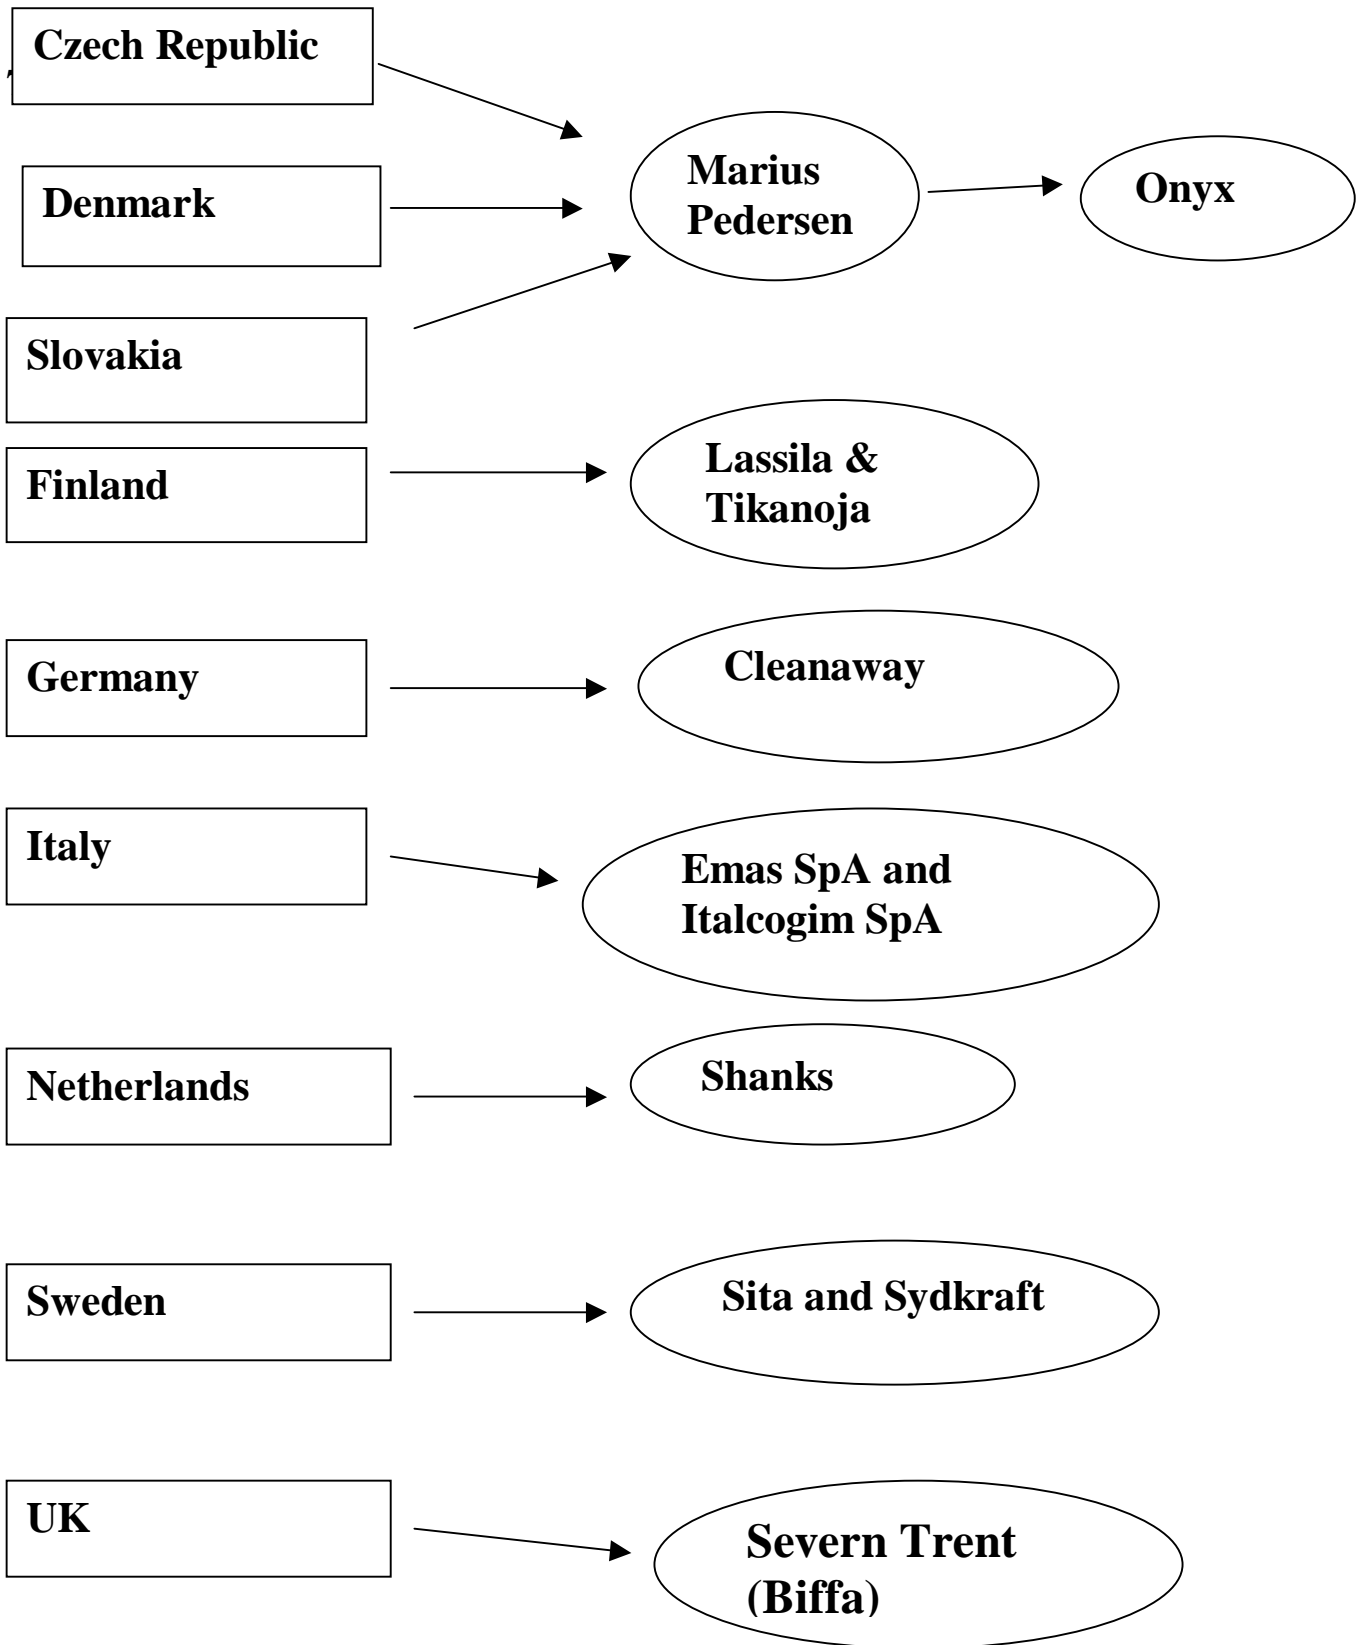 Czech Republic
Denmark
Marius
Pedersen
Onyx
Slovakia
Finland
Lassila &
Tikanoja
Germany
Cleanaway
Italy
Emas SpA and
Italcogim SpA
Netherlands
Shanks
Sweden
Sita and Sydkraft
UK
Severn Trent
(Biffa)